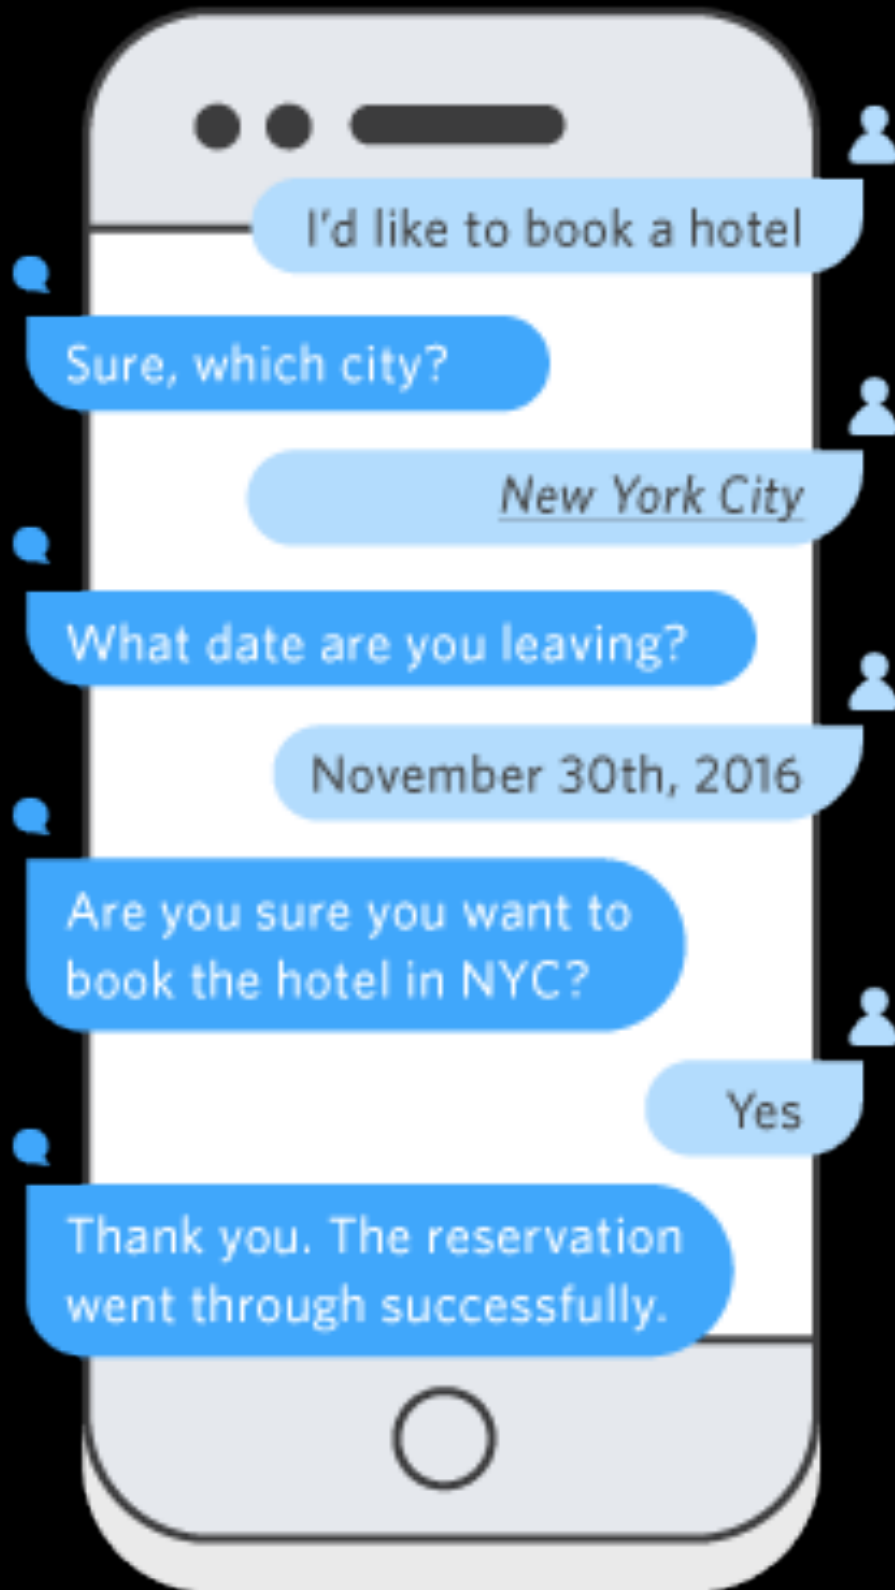 I'd like to book a hotel
Sure, which city?
New York City
What date are you leaving?
November 30th, 2016
Are you sure you want to
book the hotel in NYC?
Yes
Thank you. The reservation
went through successfully.